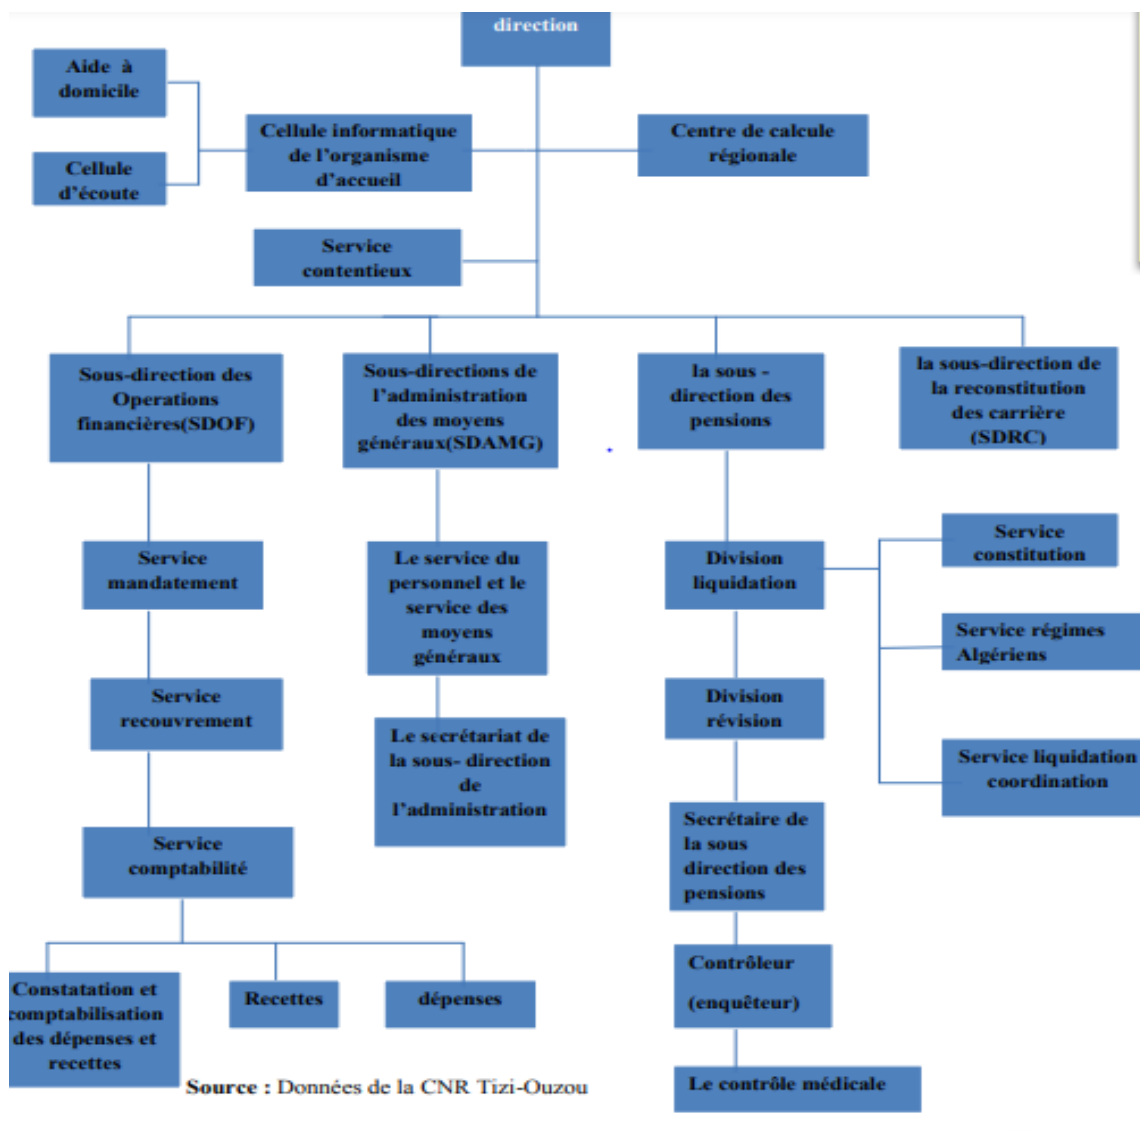 direction
Aide à
domicile
Cellule
d'écoute
Cellule informatique
de l'organisme
d'accueil
Centre de calcule
régionale
Service
contentieux
Sous-direction des
Operations
financières(SDOF)
Sous-directions de
l'administration
des moyens
généraux(SDAMG)
la sous -
direction des
pensions
la sous-direction de
la reconstitution
des carrière
(SDRC)
Service
mandatement
Service
recouvrement
Service
comptabilité
Constatation et
comptabilisation
des dépenses et
recettes
Recettes
dépenses
Le service du
personnel et le
service des
moyens
généraux
Le secrétariat de
la sous- direction
de
l'administration
Division
liquidation
Division
révision
Secrétaire de
la sous
direction des
pensions
Contrôleur
(enquêteur)
Le contrôle médicale
Service
constitution
Service régimes
Algériens
Service liquidation
coordination
Source : Données de la CNR Tizi-Ouzou